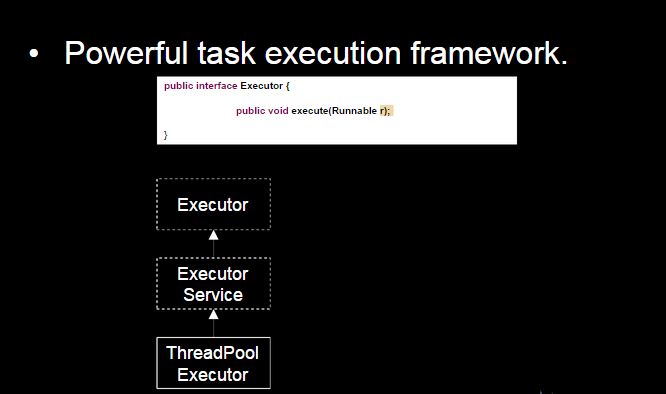 • Powerful task execution framework.
public interface Executor {
public void execute(Runnable r);
}
Executor
Executor
Service
ThreadPool
Executor